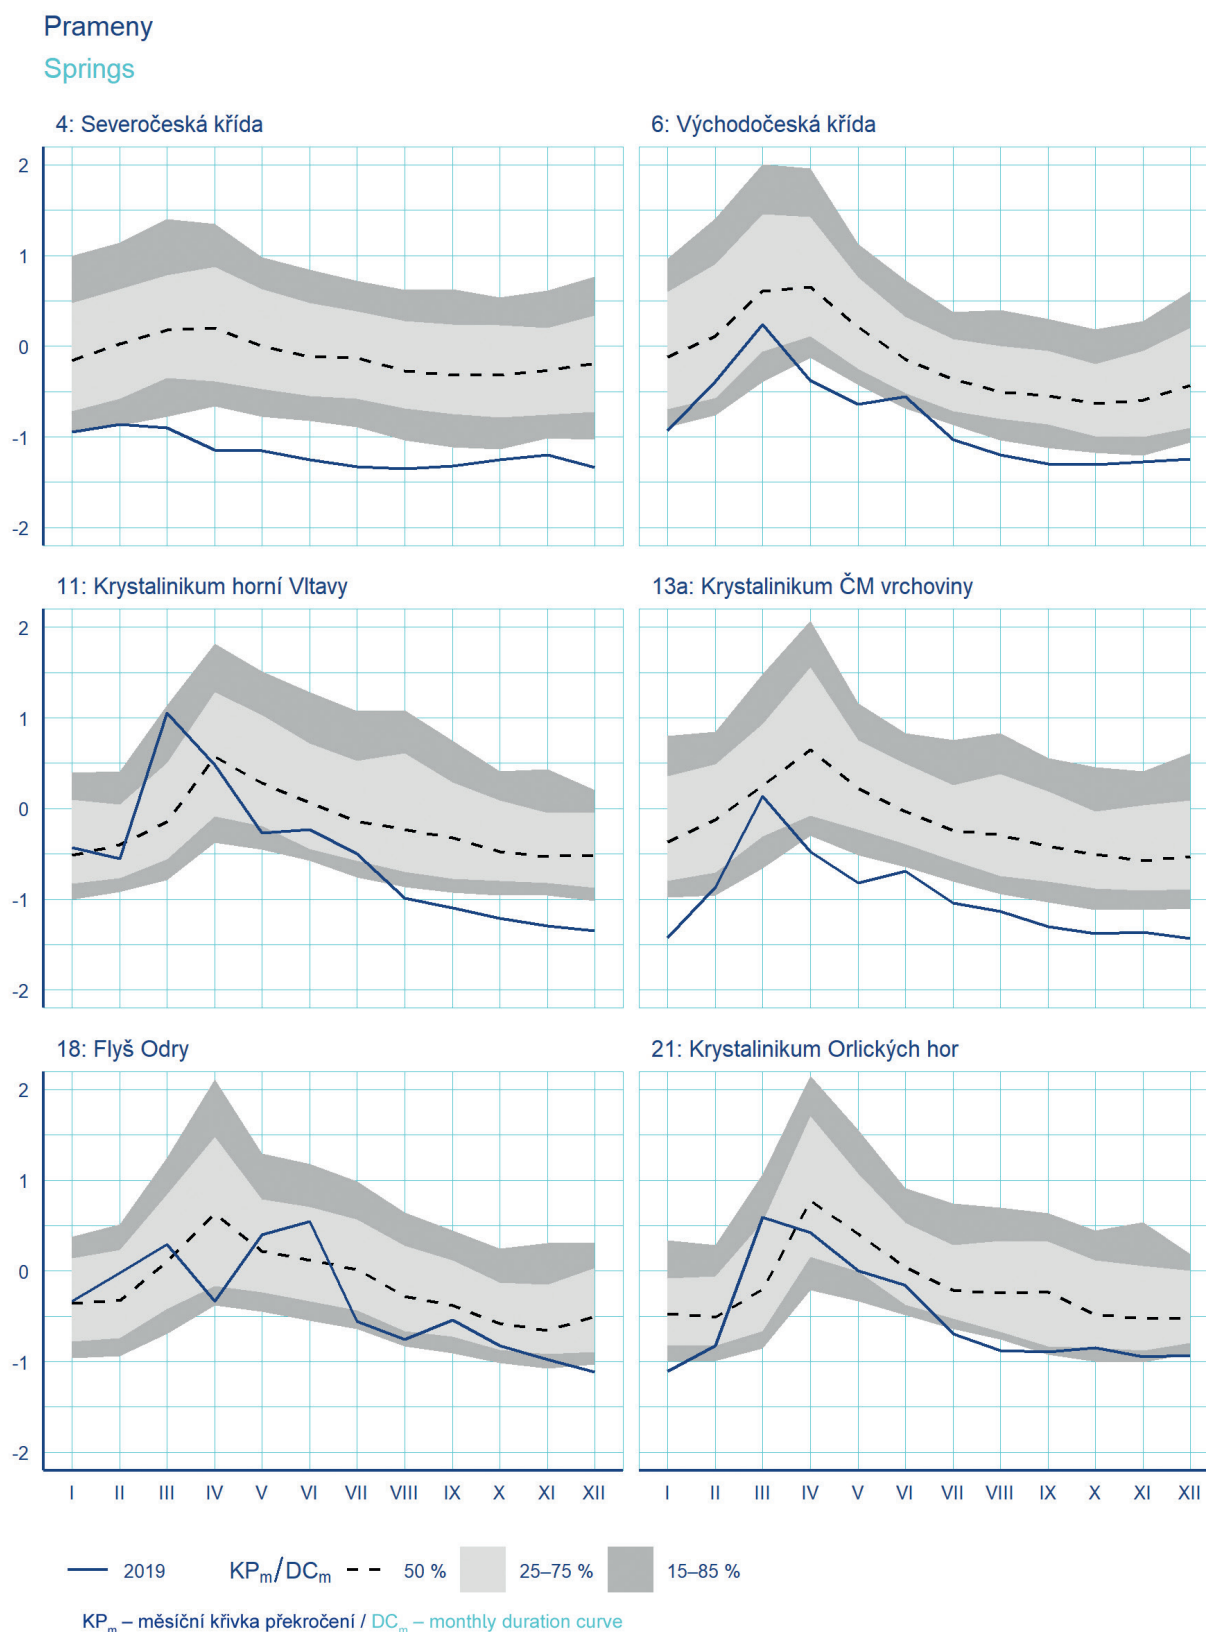 Prameny
Springs
4: Severočeská křída
6: Východočeská křída
2
1
0
-1
-2
11: Krystalinikum horní Vltavy
13a: Krystalinikum ČM vrchoviny
2
1
0
-1
-2
18: Flyš Odry
21: Krystalinikum Orlických hor
2
1
0
-1
-2
I II III IV V VI VII VIII IX X XI XII
I II III IV V VI VII VIII IX X XI XII
2019 KPm/DCm 50 % 25–75 % 15–85 %
KPm – měsíční křivka překročení / DCm – monthly duration curve